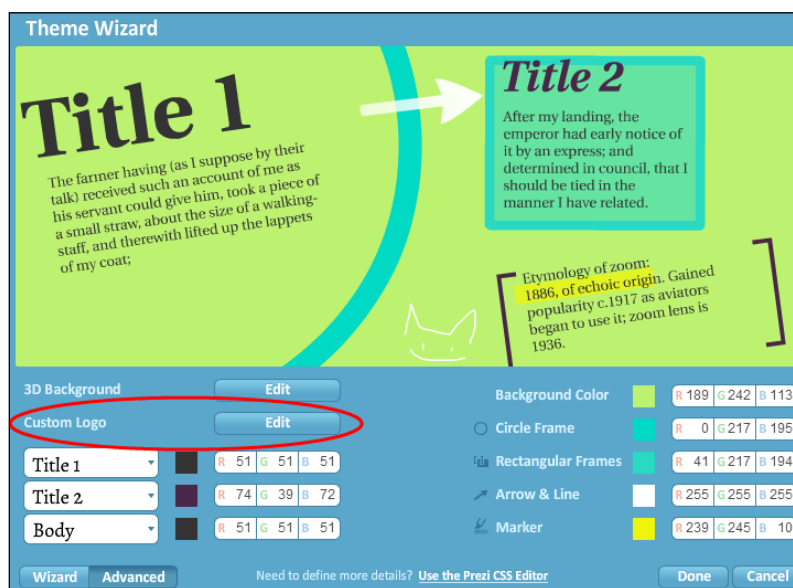 Theme Wizard
Title 1
The farmer having (as I suppose by their
talk) received such an account of me as
his servant could give him, took a piece of
a small straw, about the size of a walking-
staff, and therewith lifted up the lappets
of my coat;
Title 2
After my landing, the
emperor had early notice of
it by an express; and
determined in council, that I
should be tied in the
manner I have related.
Etymology of zoom:
1886, of echoic origin. Gained
popularity c.1917 as aviators
began to use it; zoom lens is
1936.
3D Background Edit
Custom Logo Edit
Title 1 R 51 G 51 B 51
Title 2 R 74 G 39 B 72
Body R 51 G 51 B 51
Background Color R 189 G 242 B 113
Circle Frame R 0 G 217 B 195
Rectangular Frames R 41 G 217 B 194
Arrow & Line R 255 G 255 B 255
Marker R 239 G 245 B 10
Wizard Advanced Need to define more details? Use the Prezi CSS Editor Done Cancel